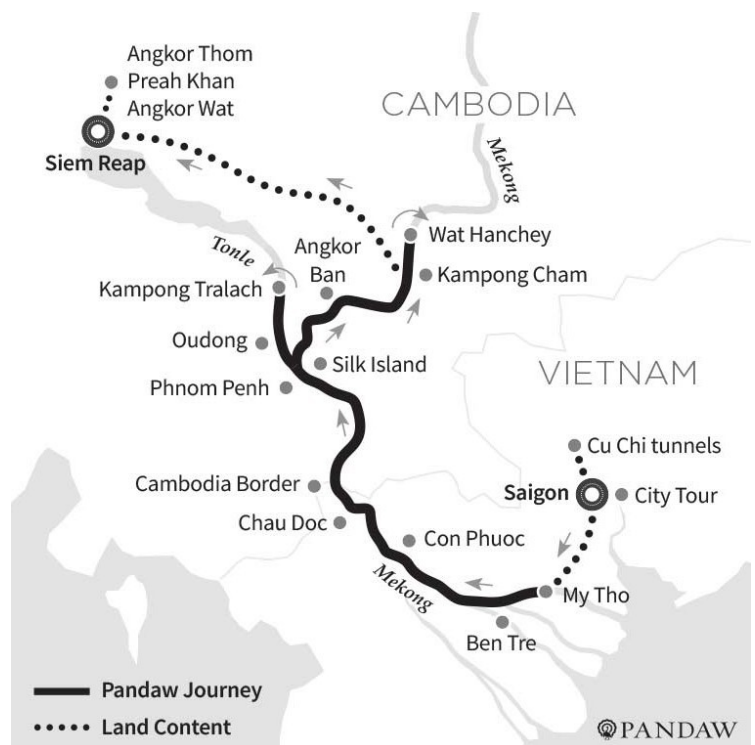 Angkor Thom
Preah Khan
Angkor Wat
CAMBODIA
Siem Reap
Mekong
Wat Hanchey
Tonle
Angkor
Ban
Kampong Cham
Kampong Tralach
Oudong
Silk Island
Phnom Penh
VIETNAM
Cu Chi tunnels
Cambodia Border
Saigon
City Tour
Chau Doc
Con Phuoc
Mekong
My Tho
Ben Tre
Pandaw Journey
Land Content
PANDAW